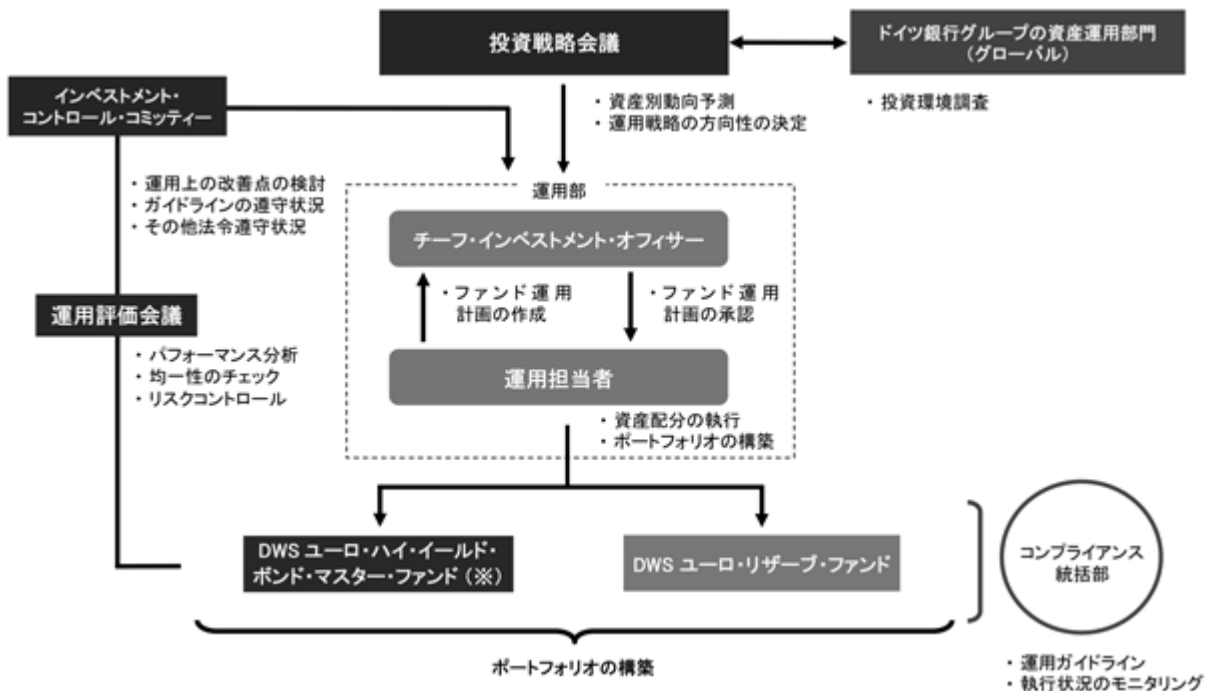 投資戦略会議
ドイツ銀行グループの資産運用部門
(グローバル)
インベストメント・
コントロール・コミッティー
・資産別動向予測
・運用戦略の方向性の決定
・投資環境調査
・運用上の改善点の検討
・ガイドラインの遵守状況
・その他法令遵守状況
運用部
チーフ・インベストメント・オフィサー
・ファンド運用
計画の作成
・ファンド運用
計画の承認
運用評価会議
・パフォーマンス分析
・均一性のチェック
・リスクコントロール
運用担当者
・資産配分の執行
・ポートフォリオの構築
DWS ユーロ・ハイ・イールド・
ボンド・マスター・ファンド(※)
DWS ユーロ・リザーブ・ファンド
コンプライアンス
統括部
ポートフォリオの構築
・運用ガイドライン
・執行状況のモニタリング